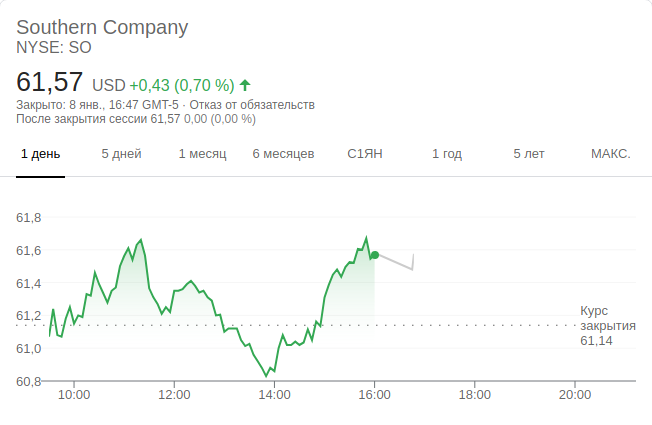 Southern Company
NYSE: SO
61,57 USD +0,43 (0,70 %)
Закрыто: 8 янв., 16:47 GMT-5 · Отказ от обязательств
После закрытия сессии 61,57 0,00 (0,00 %)
1 день 5 дней 1 месяц 6 месяцев С1ЯН 1 год 5 лет МАКС.
61,8
61,6
61,4
61,2
61,0
60,8
Курс
закрытия
61,14
10:00 12:00 14:00 16:00 18:00 20:00